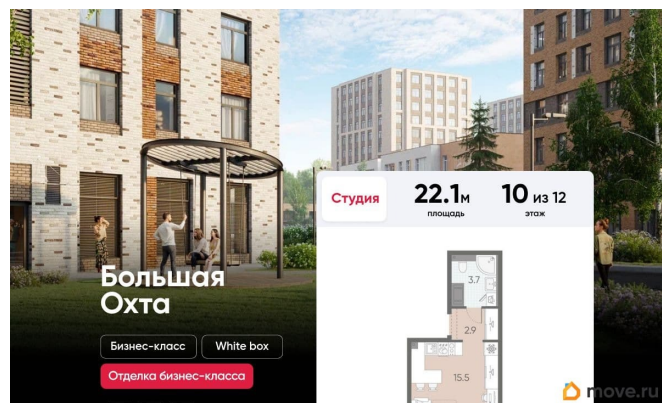 Студия
22.1м
площадь
10 из 12
этаж
3.7
2.9
15.5
Большая
Охта
Бизнес-класс
White box
Отделка бизнес-класса
move.ru